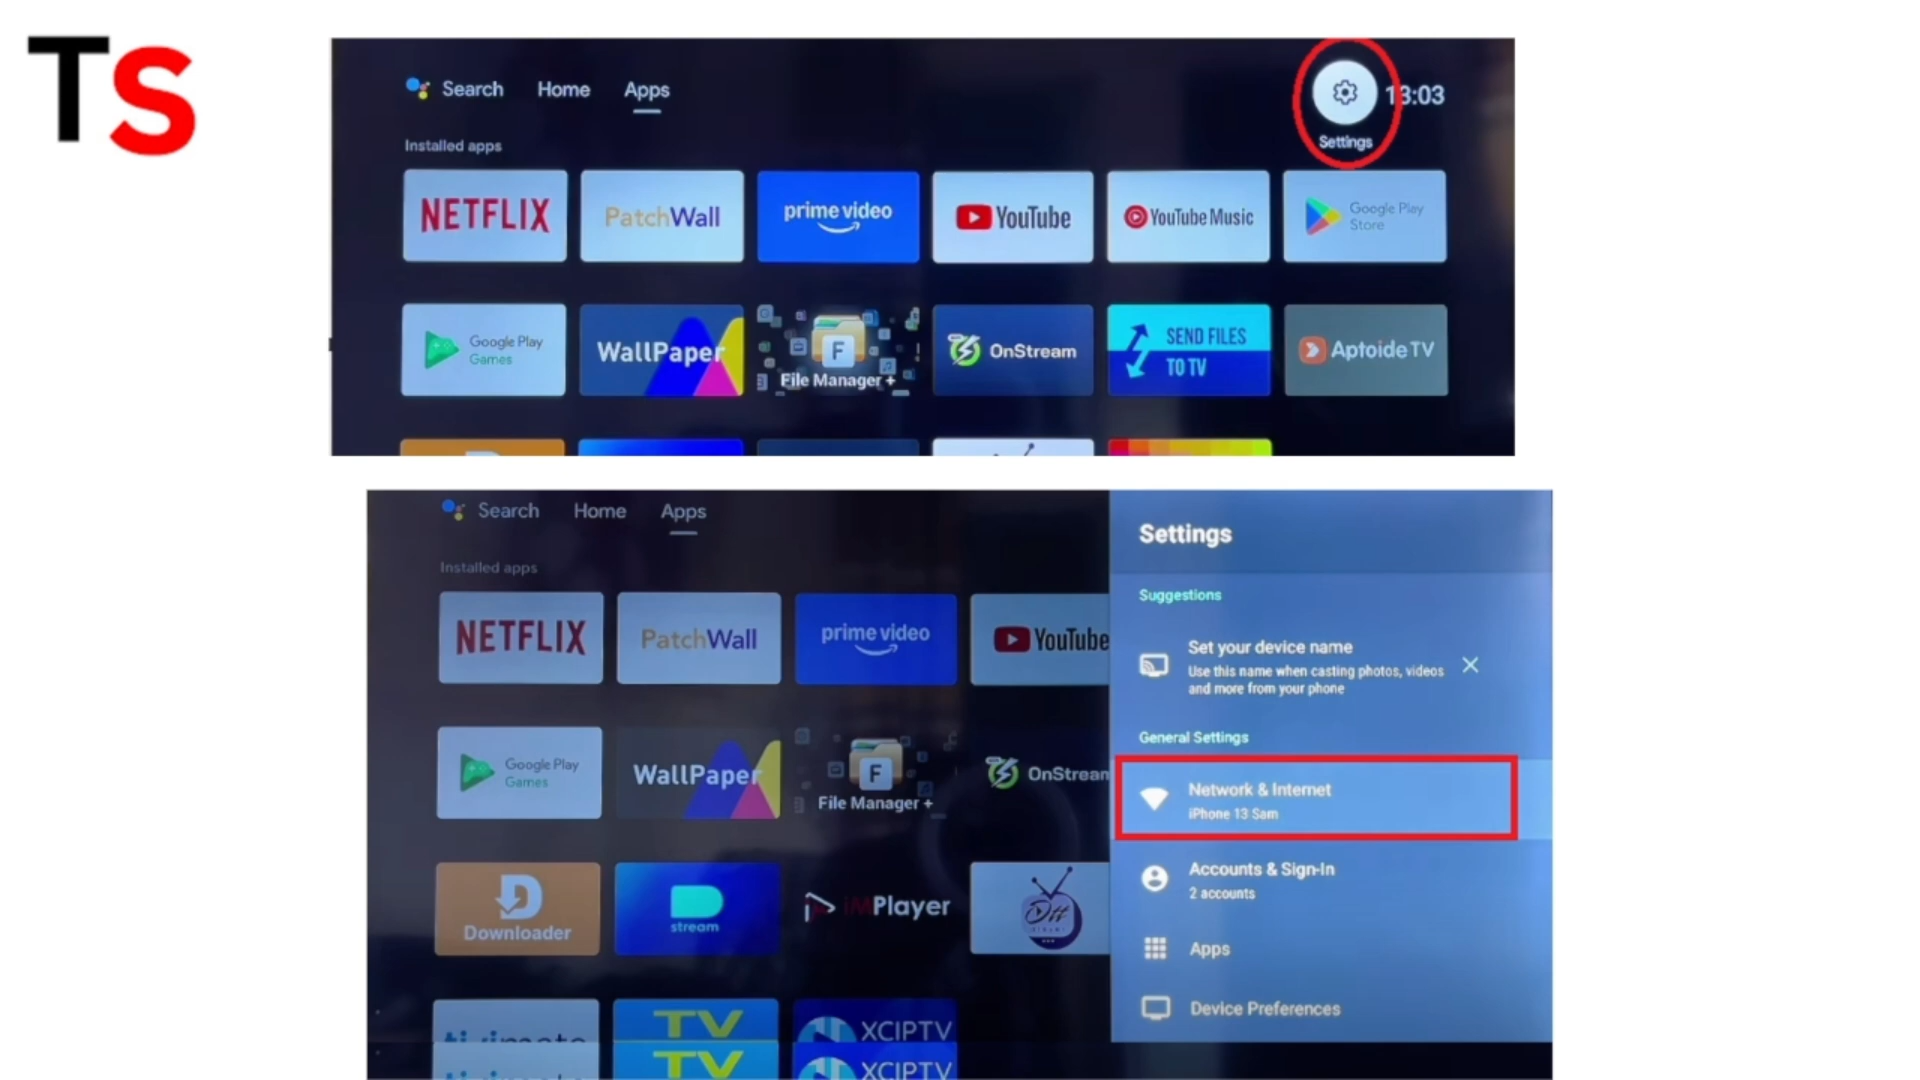 TS
Search Home Apps
13:03
Settings
Installed apps
NETFLIX
PatchWall
prime video
YouTube
YouTube Music
Google Play
Store
Google Play
Games
WallPaper
F
File Manager +
OnStream
SEND FILES
TO TV
Aptoide TV
Search Home Apps
Installed apps
NETFLIX
PatchWall
prime video
YouTube
Google Play
Games
WallPaper
F
File Manager +
OnStream
Downloader
stream
iMPlayer
TV
XCIPTV
TV
XCIPTV
Settings
Suggestions
Set your device name
Use this name when casting photos, videos
and more from your phone
General Settings
Network & Internet
iPhone 13 Sam
Accounts & Sign-In
2 accounts
Apps
Device Preferences